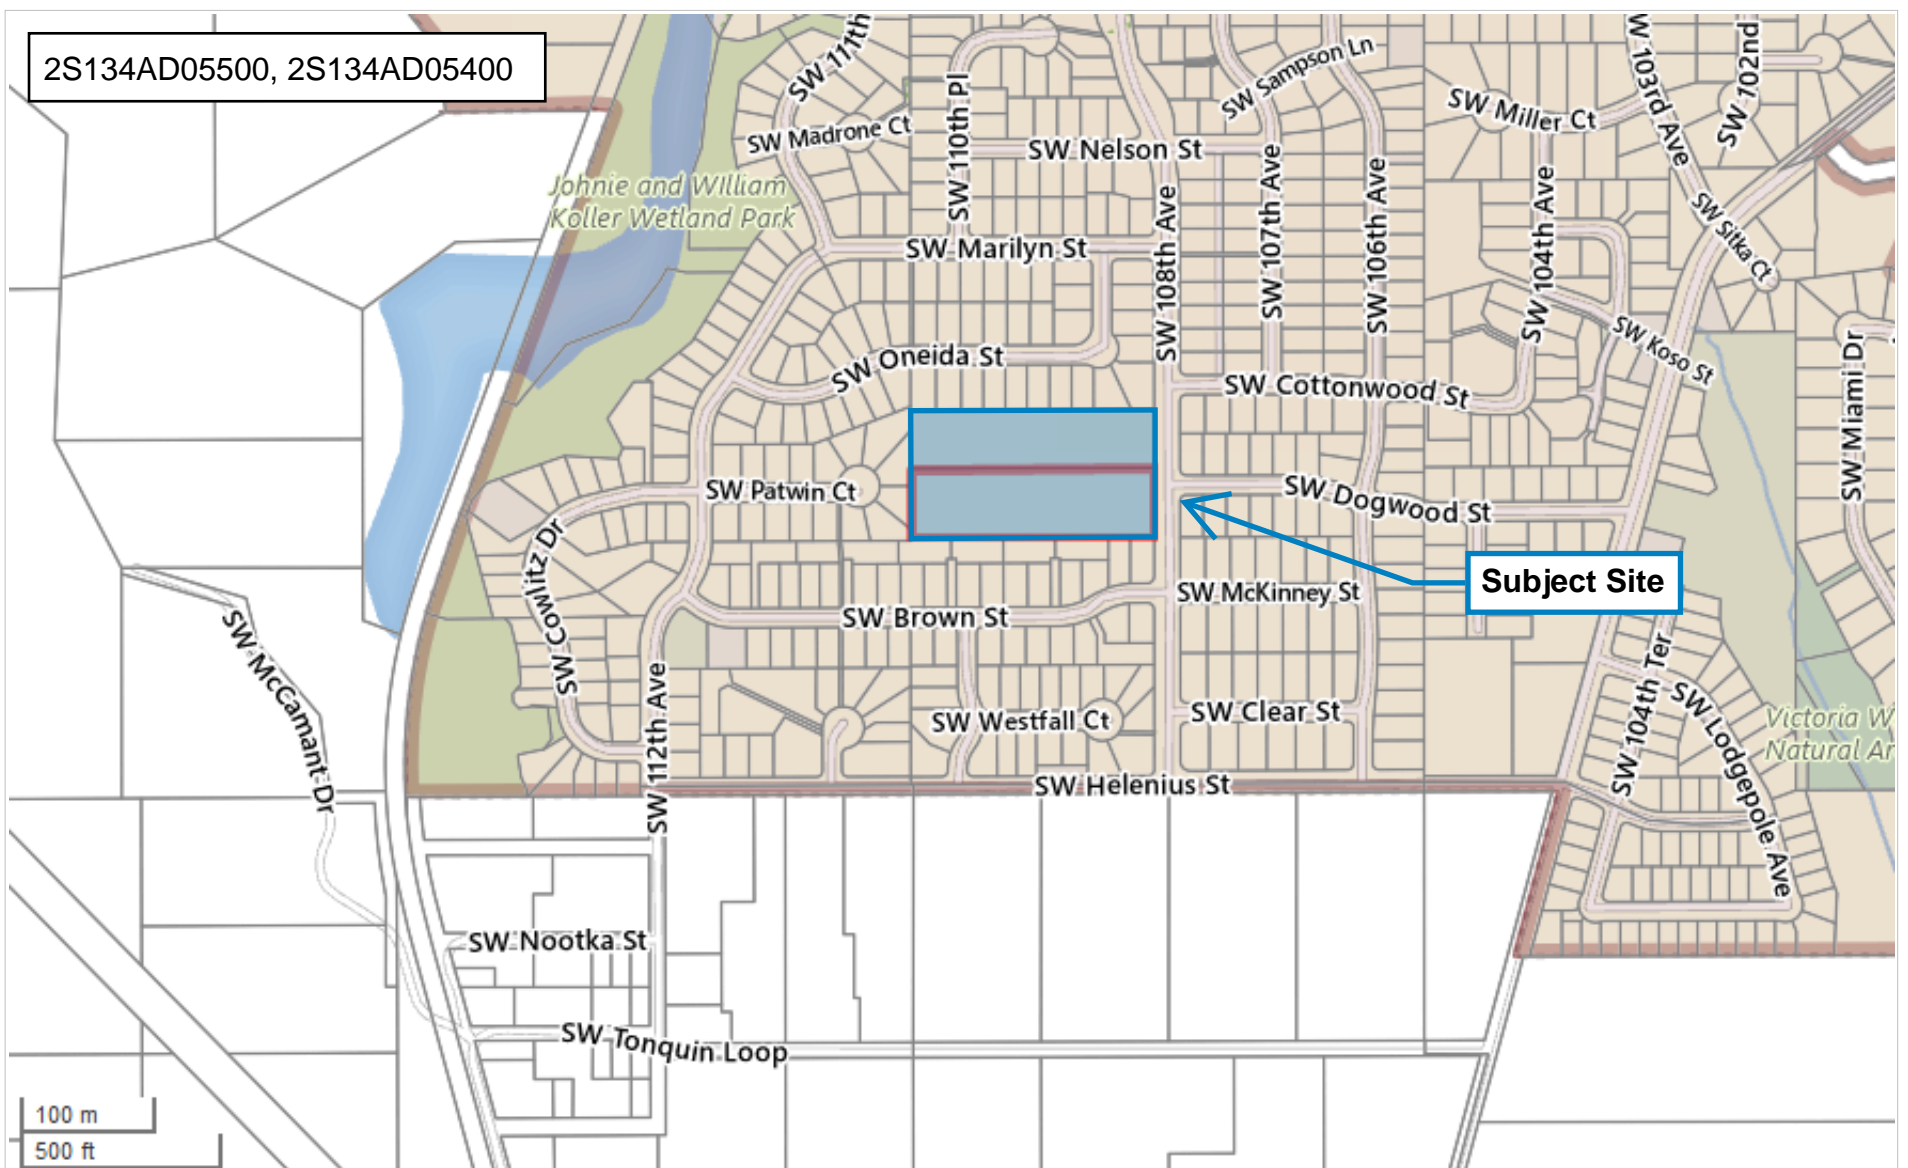 2S134AD05500, 2S134AD05400
SW 111th
SW Madrone Ct
SW 110th Pl
SW Nelson St
SW Sampson Ln
SW Miller Ct
W 103rd Ave
SW 102nd
Johnie and William
Koller Wetland Park
SW Marilyn St
SW 108th Ave
SW 107th Ave
SW 106th Ave
SW 104th Ave
SW Sitka Ct
SW Oneida St
SW Cottonwood St
SW Koso St
SW Miami Dr
SW Patwin Ct
SW Dogwood St
SW Cowlitz Dr
Subject Site
SW McKinney St
SW Brown St
SW McCamant Dr
SW 112th Ave
SW Westfall Ct
SW Clear St
SW 104th Ter
SW Lodgepole Ave
Victoria W
Natural Ar
SW Helenius St
SW Nootka St
SW Tonquin Loop
100 m
500 ft